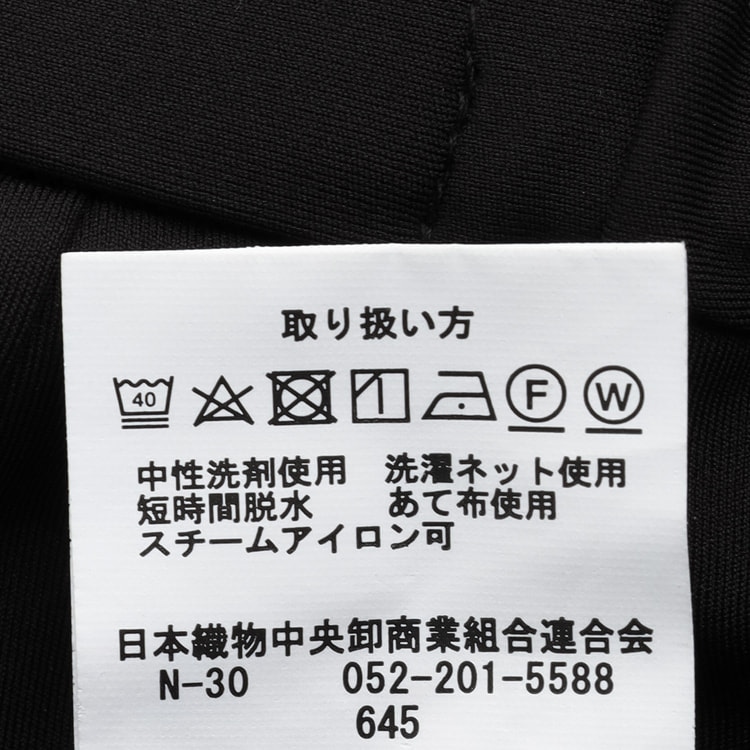 取り扱い方
40 F W
中性洗剤使用 洗濯ネット使用
短時間脱水 あて布使用
スチームアイロン可
日本織物中央卸商業組合連合会
N-30 052-201-5588
645